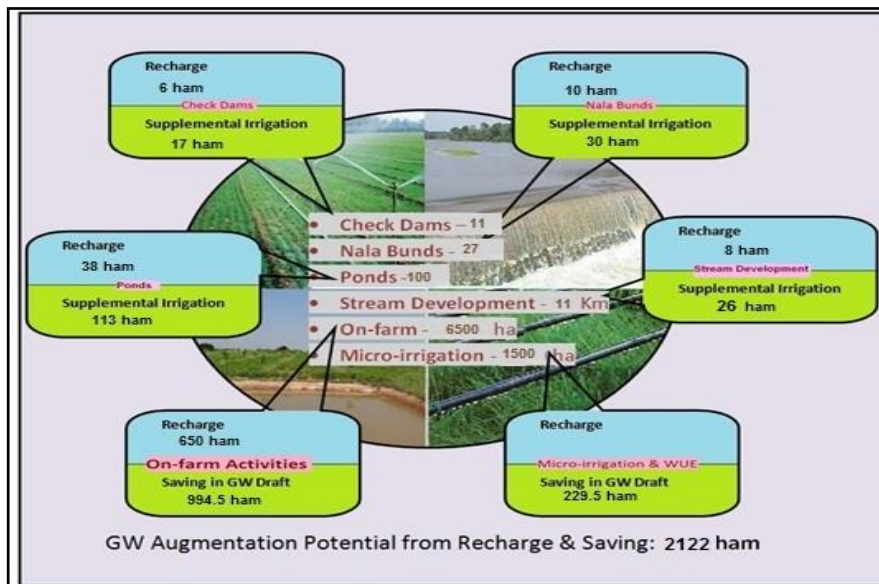 Recharge
6 ham
Check Dams
Supplemental Irrigation
17 ham
Recharge
10 ham
Nala Bunds
Supplemental Irrigation
30 ham
• Check Dams – 11
• Nala Bunds - 27
• Ponds -100
• Stream Development - 11 Km
• On-farm - 6500 ha
• Micro-irrigation - 1500 ha
Recharge
38 ham
Ponds
Supplemental Irrigation
113 ham
8 ham
Stream Development
Supplemental Irrigation
26 ham
Recharge
650 ham
On-farm Activities
Saving in GW Draft
994.5 ham
Recharge
Micro-irrigation & WUE
Saving in GW Draft
229.5 ham
GW Augmentation Potential from Recharge & Saving: 2122 ham